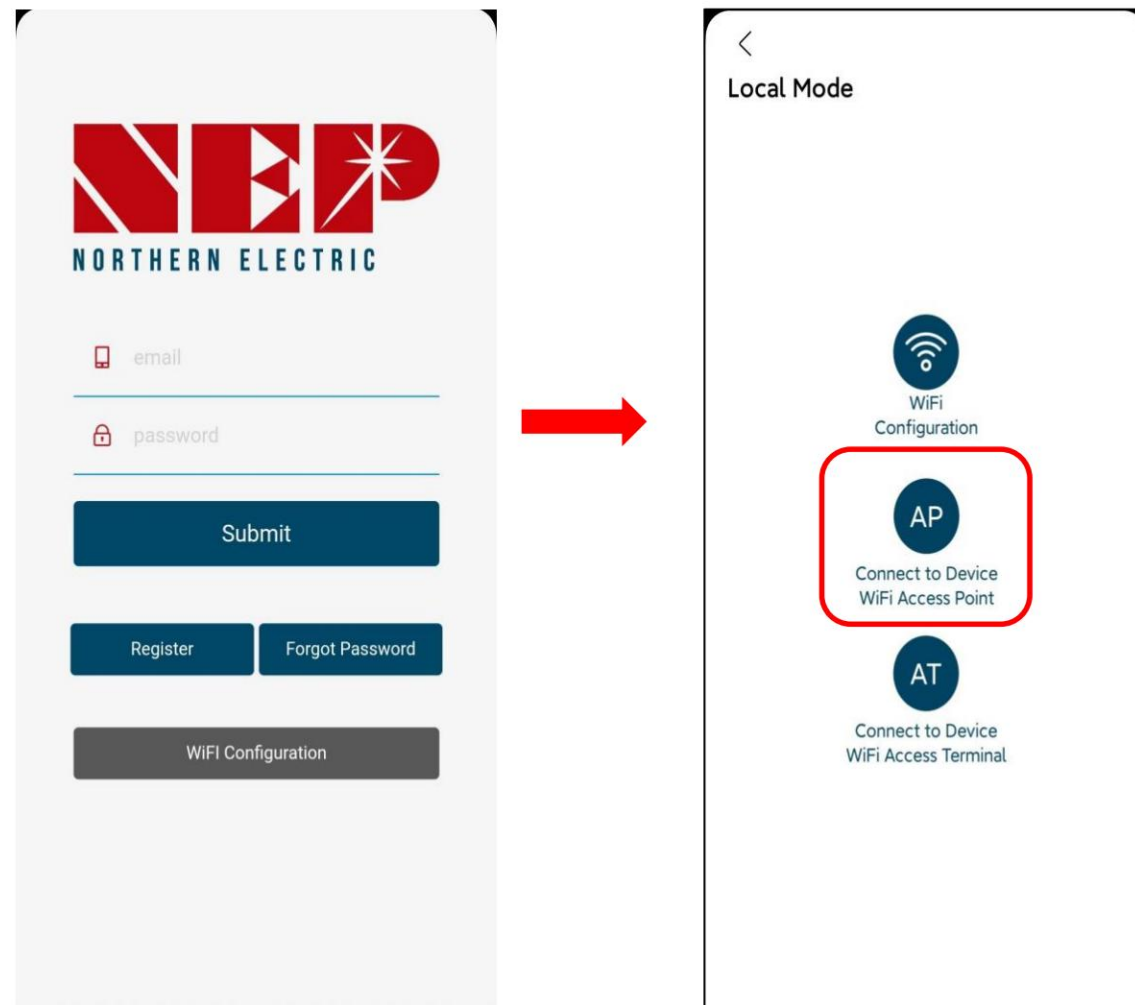 NEP
NORTHERN ELECTRIC
email
password
Submit
Register
Forgot Password
WiFI Configuration
Local Mode
WiFi
Configuration
AP
Connect to Device
WiFi Access Point
AT
Connect to Device
WiFi Access Terminal